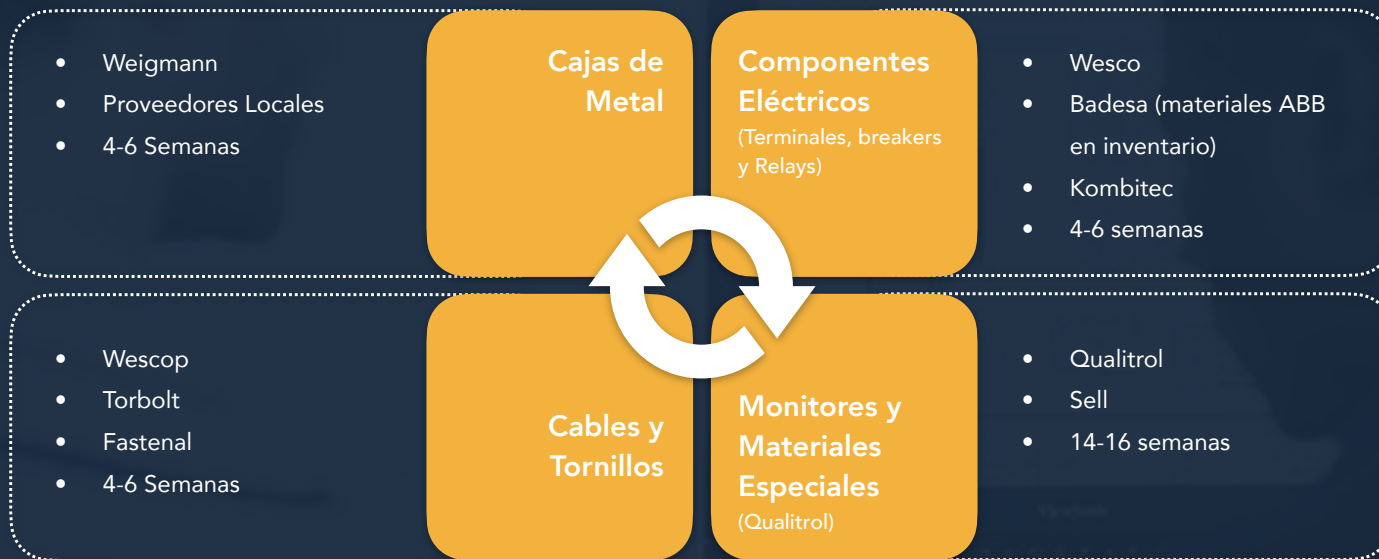 • Weigmann
• Proveedores Locales
• 4-6 Semanas
Cajas de
Metal
Componentes
Eléctricos
(Terminales, breakers
y Relays)
• Wesco
• Badesa (materiales ABB
en inventario)
• Kombitec
• 4-6 semanas
• Wescop
• Torbolt
• Fastenal
• 4-6 Semanas
Cables y
Tornillos
Monitores y
Materiales
Especiales
(Qualitrol)
• Qualitrol
• Sell
• 14-16 semanas